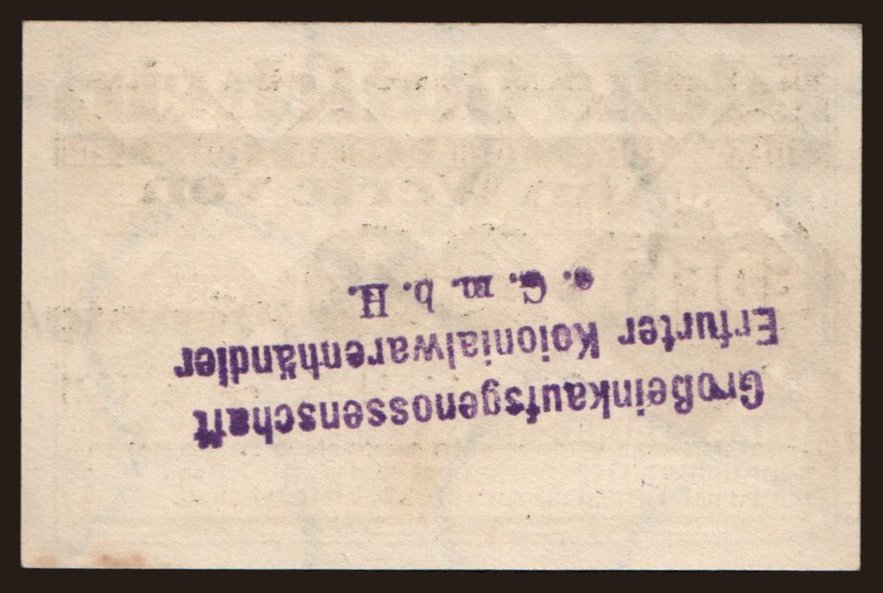 Großeinkaufsgenossenschaft
Erfurter Kolonialwarenhändler
e. G. m. b. H.